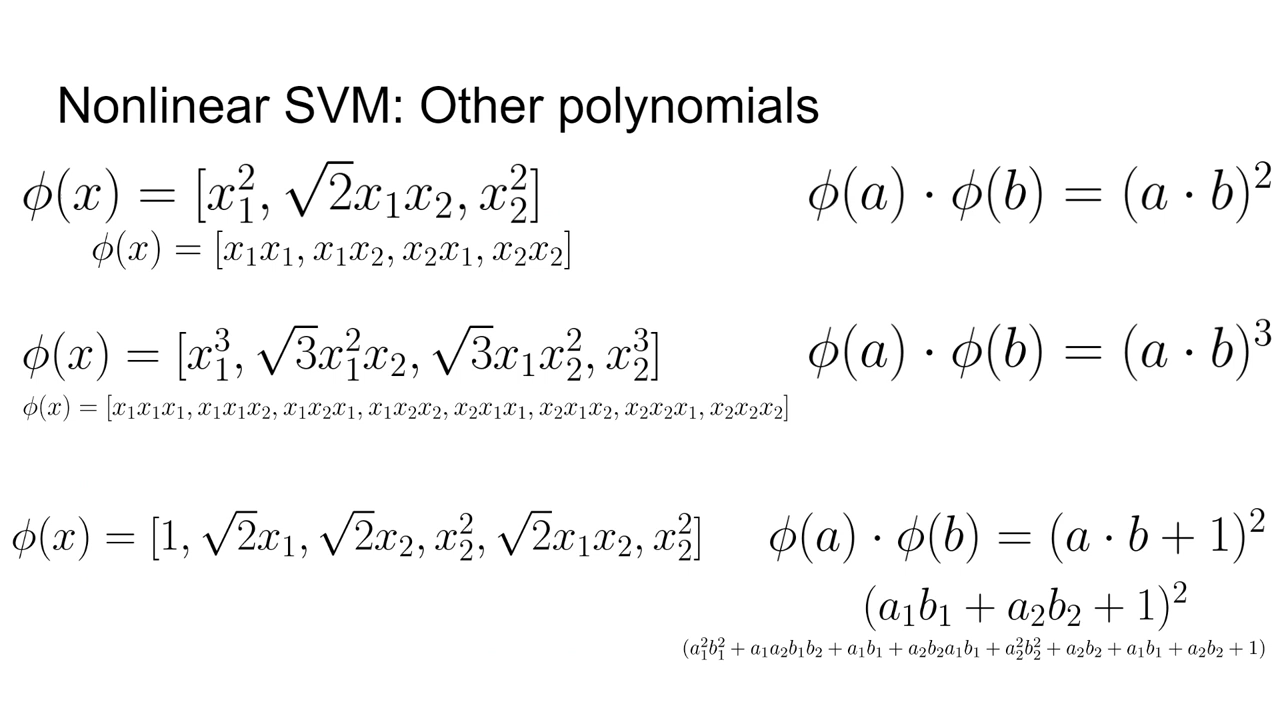 Nonlinear SVM: Other polynomials
ϕ(x) = [x₁², √2x₁x₂, x₂²]
ϕ(a) · ϕ(b) = (a · b)²
ϕ(x) = [x₁x₁, x₁x₂, x₂x₁, x₂x₂]
ϕ(x) = [x₁³, √3x₁²x₂, √3x₁x₂², x₂³]
ϕ(a) · ϕ(b) = (a · b)³
ϕ(x) = [x₁x₁x₁, x₁x₁x₂, x₁x₂x₁, x₁x₂x₂, x₂x₁x₁, x₂x₁x₂, x₂x₂x₁, x₂x₂x₂]
ϕ(x) = [1, √2x₁, √2x₂, x₂², √2x₁x₂, x₂²]
ϕ(a) · ϕ(b) = (a · b + 1)²
(a₁b₁ + a₂b₂ + 1)²
(a₁²b₁² + a₁a₂b₁b₂ + a₁b₁ + a₂b₂a₁b₁ + a₂²b₂² + a₂b₂ + a₁b₁ + a₂b₂ + 1)